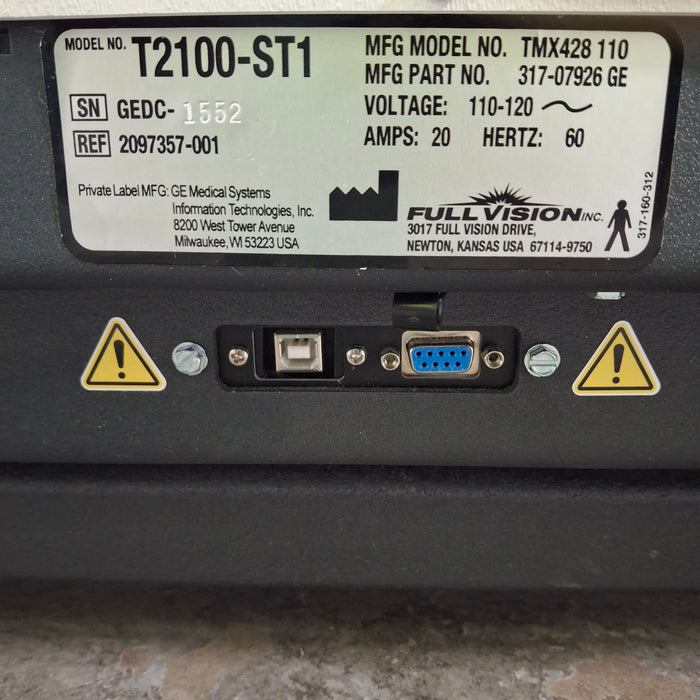 MODEL NO. T2100-ST1
SN GEDC- 1552
REF 2097357-001
MFG MODEL NO. TMX428 110
MFG PART NO. 317-07926 GE
VOLTAGE: 110-120
AMPS: 20 HERTZ: 60
Private Label MFG: GE Medical Systems
Information Technologies, Inc.
8200 West Tower Avenue
Milwaukee, WI 53223 USA
FULL VISION INC.
3017 FULL VISION DRIVE,
NEWTON, KANSAS USA 67114-9750
317-160-312